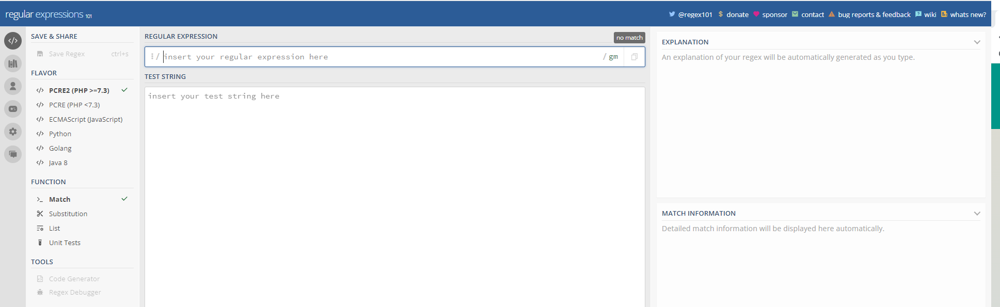 regular expressions 101
@regex101 $ donate sponsor contact bug reports & feedback wiki whats new?
SAVE & SHARE
Save Regex ctrl+s
FLAVOR
</> PCRE2 (PHP >=7.3)
</> PCRE (PHP <7.3)
</> ECMAScript (JavaScript)
</> Python
</> Golang
</> Java 8
FUNCTION
>_ Match
Substitution
List
Unit Tests
TOOLS
Code Generator
Regex Debugger
REGULAR EXPRESSION
no match
/ insert your regular expression here / gm
TEST STRING
insert your test string here
EXPLANATION
An explanation of your regex will be automatically generated as you type.
MATCH INFORMATION
Detailed match information will be displayed here automatically.